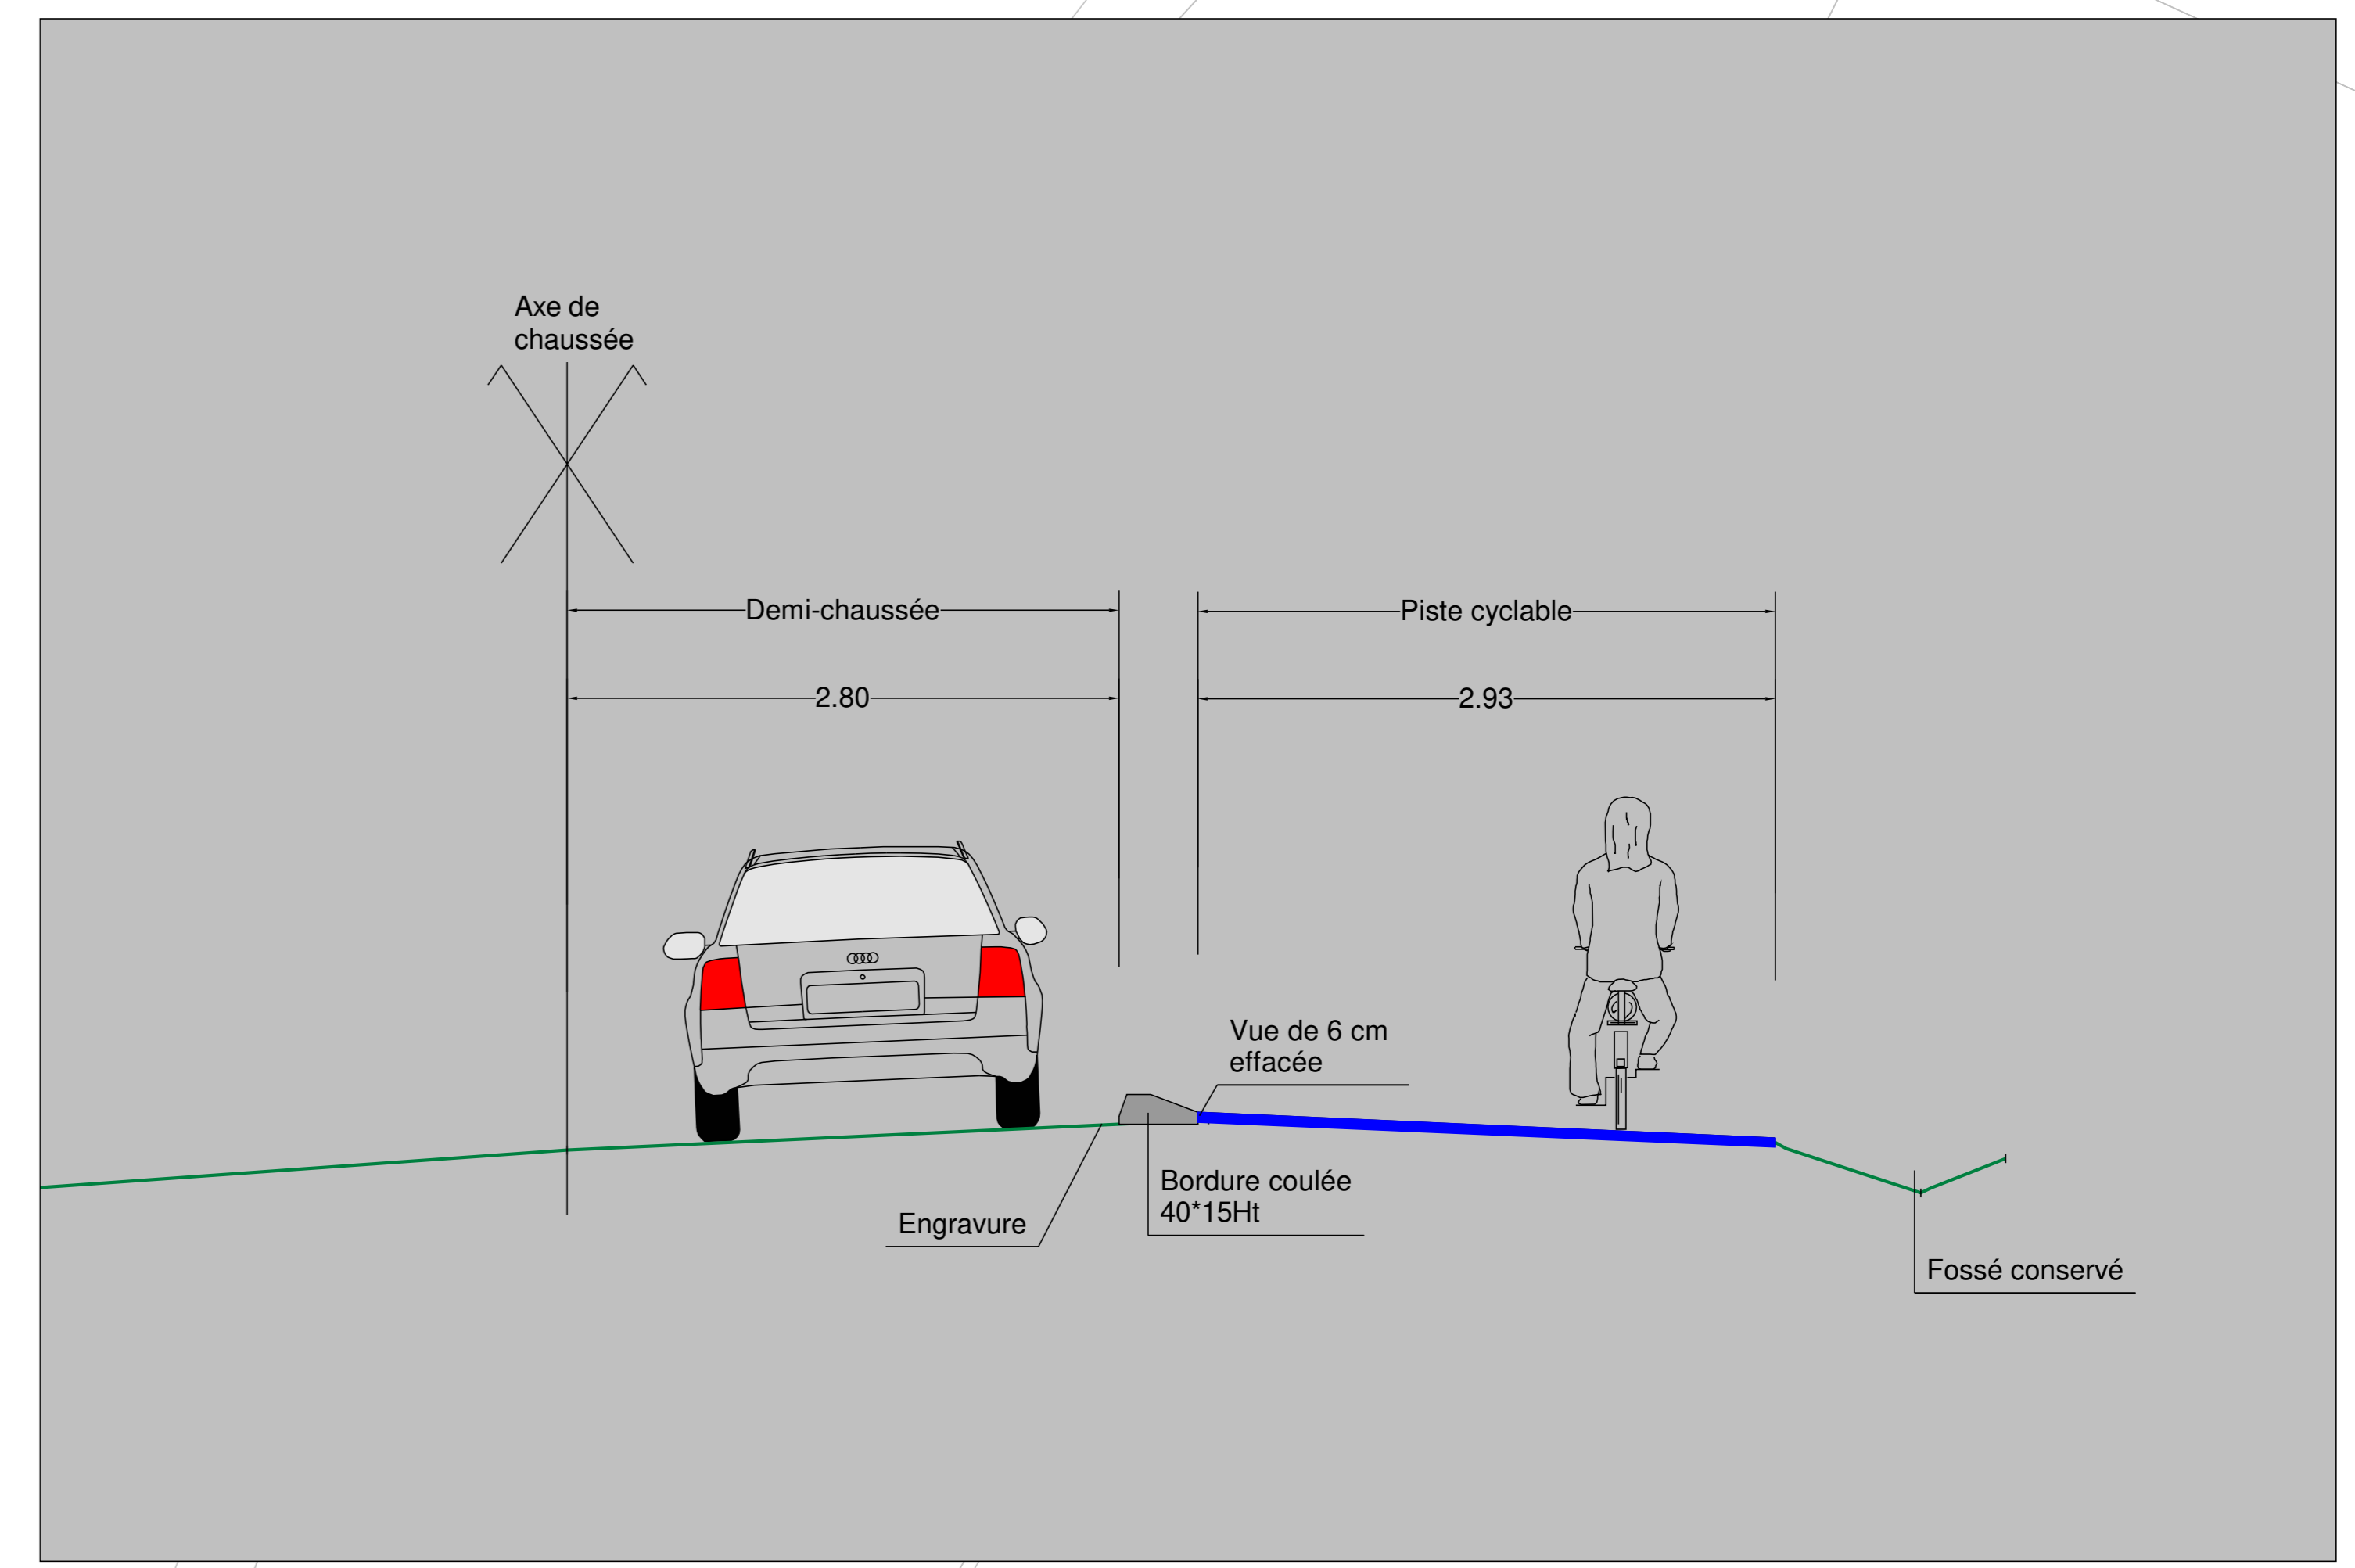 Axe de
chaussée
Demi-chaussée
Piste cyclable
2.80
2.93
Vue de 6 cm
effacée
Bordure coulée
40*15Ht
Engravure
Fossé conservé